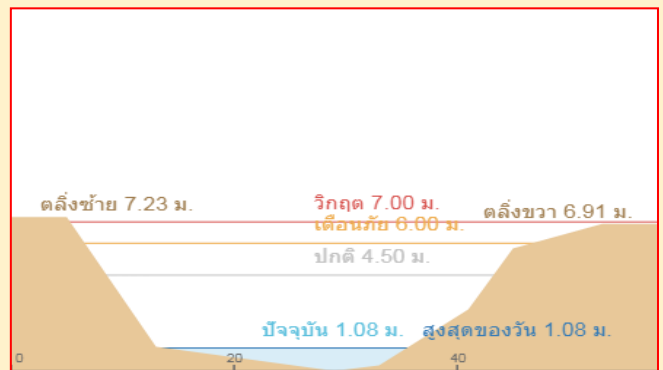 ตลิ่งซ้าย 7.23 ม.
วิกฤต 7.00 ม.
ตลิ่งขวา 6.91 ม.
เตือนภัย 6.00 ม.
ปกติ 4.50 ม.
ปัจจุบัน 1.08 ม.
สูงสุดของวัน 1.08 ม.
0
20
40